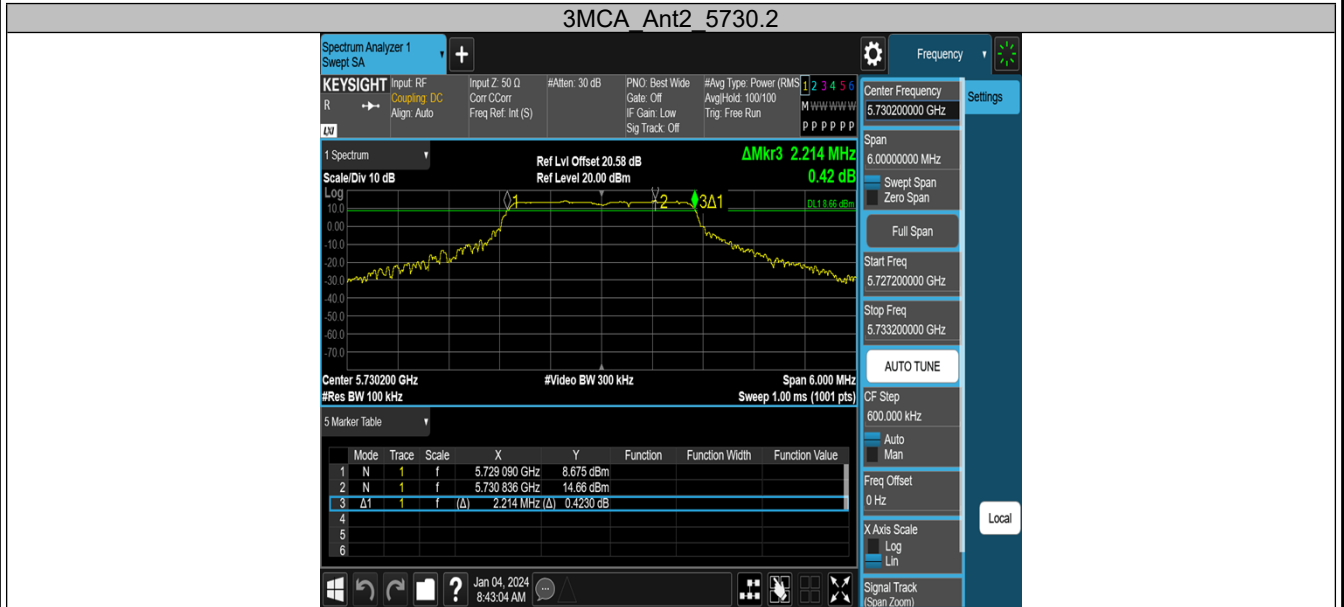 3MCA_Ant2_5730.2
Spectrum Analyzer 1
Swept SA
Frequency
KEYSIGHT
R
LXI
Input: RF
Coupling: DC
Align: Auto
Input Z: 50 Ω
Corr CCorr
Freq Ref: Int (S)
#Atten: 30 dB
PNO: Best Wide
Gate: Off
IF Gain: Low
Sig Track: Off
#Avg Type: Power (RMS
Avg|Hold: 100/100
Trig: Free Run
1 2 3 4 5 6
M W W W W W
P P P P P P
1 Spectrum
Scale/Div 10 dB
Ref Lvl Offset 20.58 dB
Ref Level 20.00 dBm
ΔMkr3 2.214 MHz
0.42 dB
Log
10.0
0.00
-10.0
-20.0
-30.0
-40.0
-50.0
-60.0
-70.0
1
2
3Δ1
DL1 8.66 dBm
Center 5.730200 GHz
#Res BW 100 kHz
#Video BW 300 kHz
Span 6.000 MHz
Sweep 1.00 ms (1001 pts)
5 Marker Table
Mode Trace Scale X Y Function Function Width Function Value
1 N 1 f 5.729 090 GHz 8.675 dBm
2 N 1 f 5.730 836 GHz 14.66 dBm
3 Δ1 1 f (Δ) 2.214 MHz (Δ) 0.4230 dB
4
5
6
Jan 04, 2024
8:43:04 AM
Center Frequency
5.730200000 GHz
Settings
Span
6.00000000 MHz
Swept Span
Zero Span
Full Span
Start Freq
5.727200000 GHz
Stop Freq
5.733200000 GHz
AUTO TUNE
CF Step
600.000 kHz
Auto
Man
Freq Offset
0 Hz
Local
X Axis Scale
Log
Lin
Signal Track
(Span Zoom)